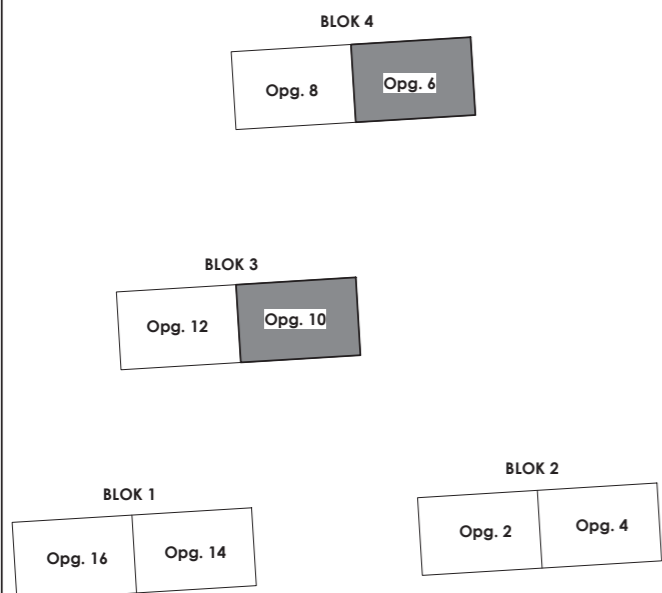 BLOK 4
Opg. 8
Opg. 6
BLOK 3
Opg. 12
Opg. 10
BLOK 1
Opg. 16
Opg. 14
BLOK 2
Opg. 2
Opg. 4